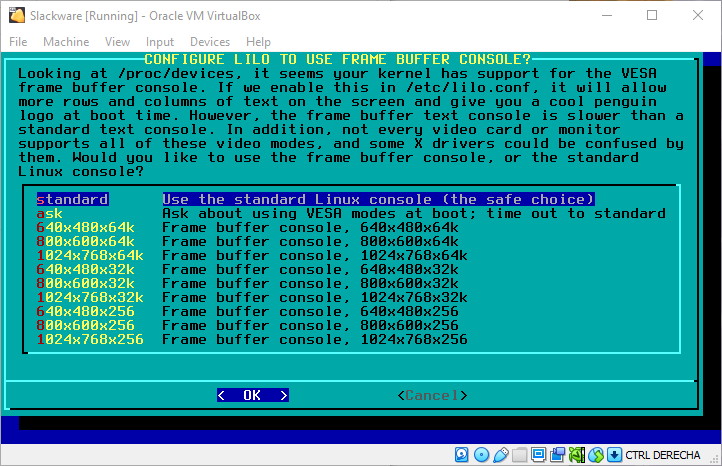 Slackware [Running] - Oracle VM VirtualBox
File Machine View Input Devices Help
CONFIGURE LILO TO USE FRAME BUFFER CONSOLE?
Looking at /proc/devices, it seems your kernel has support for the VESA
frame buffer console. If we enable this in /etc/lilo.conf, it will allow
more rows and columns of text on the screen and give you a cool penguin
logo at boot time. However, the frame buffer text console is slower than a
standard text console. In addition, not every video card or monitor
supports all of these video modes, and some X drivers could be confused by
them. Would you like to use the frame buffer console, or the standard
Linux console?
standard Use the standard Linux console (the safe choice)
ask Ask about using VESA modes at boot; time out to standard
640x480x64k Frame buffer console, 640x480x64k
800x600x64k Frame buffer console, 800x600x64k
1024x768x64k Frame buffer console, 1024x768x64k
640x480x32k Frame buffer console, 640x480x32k
800x600x32k Frame buffer console, 800x600x32k
1024x768x32k Frame buffer console, 1024x768x32k
640x480x256 Frame buffer console, 640x480x256
800x600x256 Frame buffer console, 800x600x256
1024x768x256 Frame buffer console, 1024x768x256
< OK > <Cancel>
CTRL DERECHA